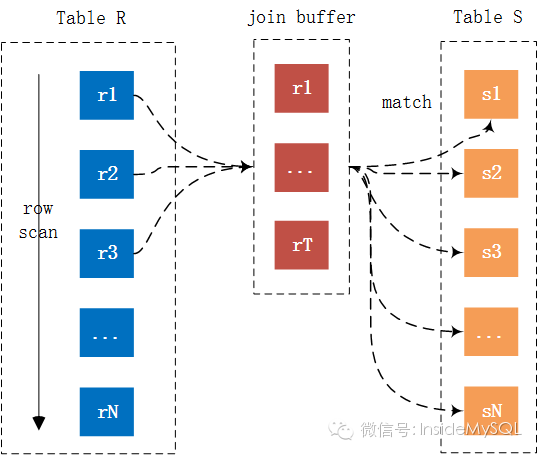 Table R
join buffer
Table S
r1
r2
row
scan
r3
...
rN
r1
...
rT
match
s1
s2
s3
...
sN
微信号: InsideMySQL